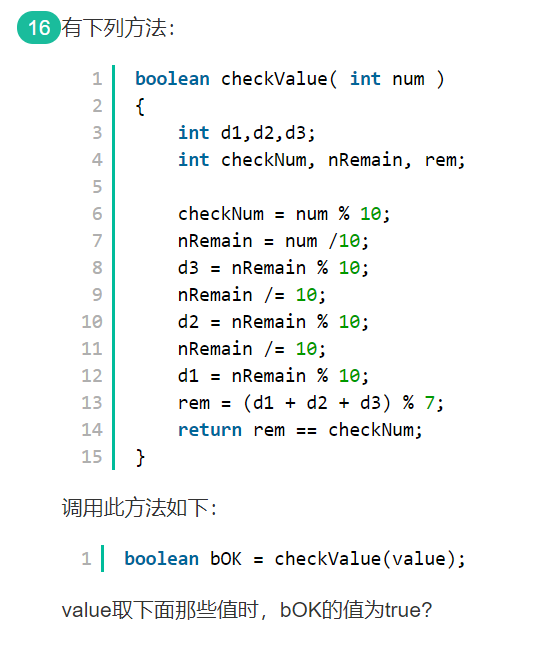 16 有下列方法：
1 boolean checkValue( int num )
2 {
3 int d1,d2,d3;
4 int checkNum, nRemain, rem;
5
6 checkNum = num % 10;
7 nRemain = num /10;
8 d3 = nRemain % 10;
9 nRemain /= 10;
10 d2 = nRemain % 10;
11 nRemain /= 10;
12 d1 = nRemain % 10;
13 rem = (d1 + d2 + d3) % 7;
14 return rem == checkNum;
15 }
调用此方法如下：
1 boolean bOK = checkValue(value);
value取下面那些值时，bOK的值为true?